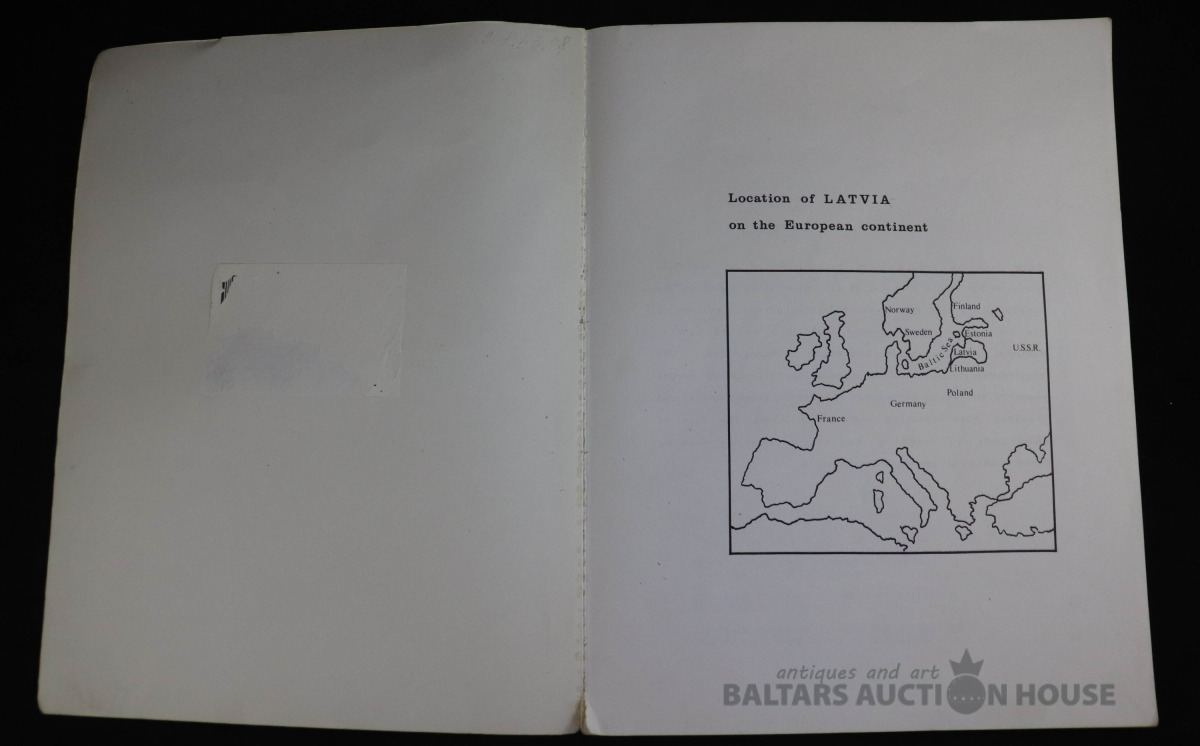 Location of LATVIA
on the European continent
Norway
Finland
Sweden
Estonia
Baltic Sea
U.S.S.R.
Latvia
Lithuania
Poland
Germany
France
antiques and art
BALTARS AUCTION HOUSE